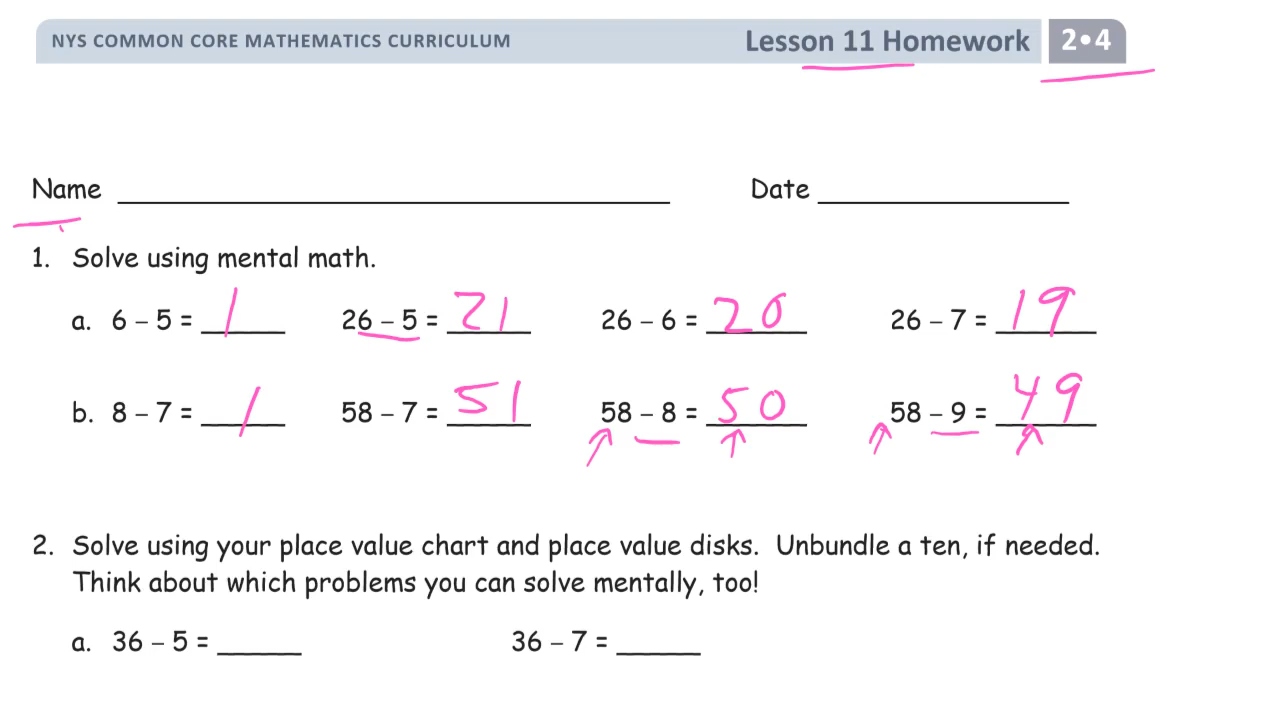 NYS COMMON CORE MATHEMATICS CURRICULUM Lesson 11 Homework 2•4
Name Date
1. Solve using mental math.
a. 6 – 5 = 1 26 – 5 = 21 26 – 6 = 20 26 – 7 = 19
b. 8 – 7 = 1 58 – 7 = 51 58 – 8 = 50 58 – 9 = 49
2. Solve using your place value chart and place value disks. Unbundle a ten, if needed.
Think about which problems you can solve mentally, too!
a. 36 – 5 = 36 – 7 =